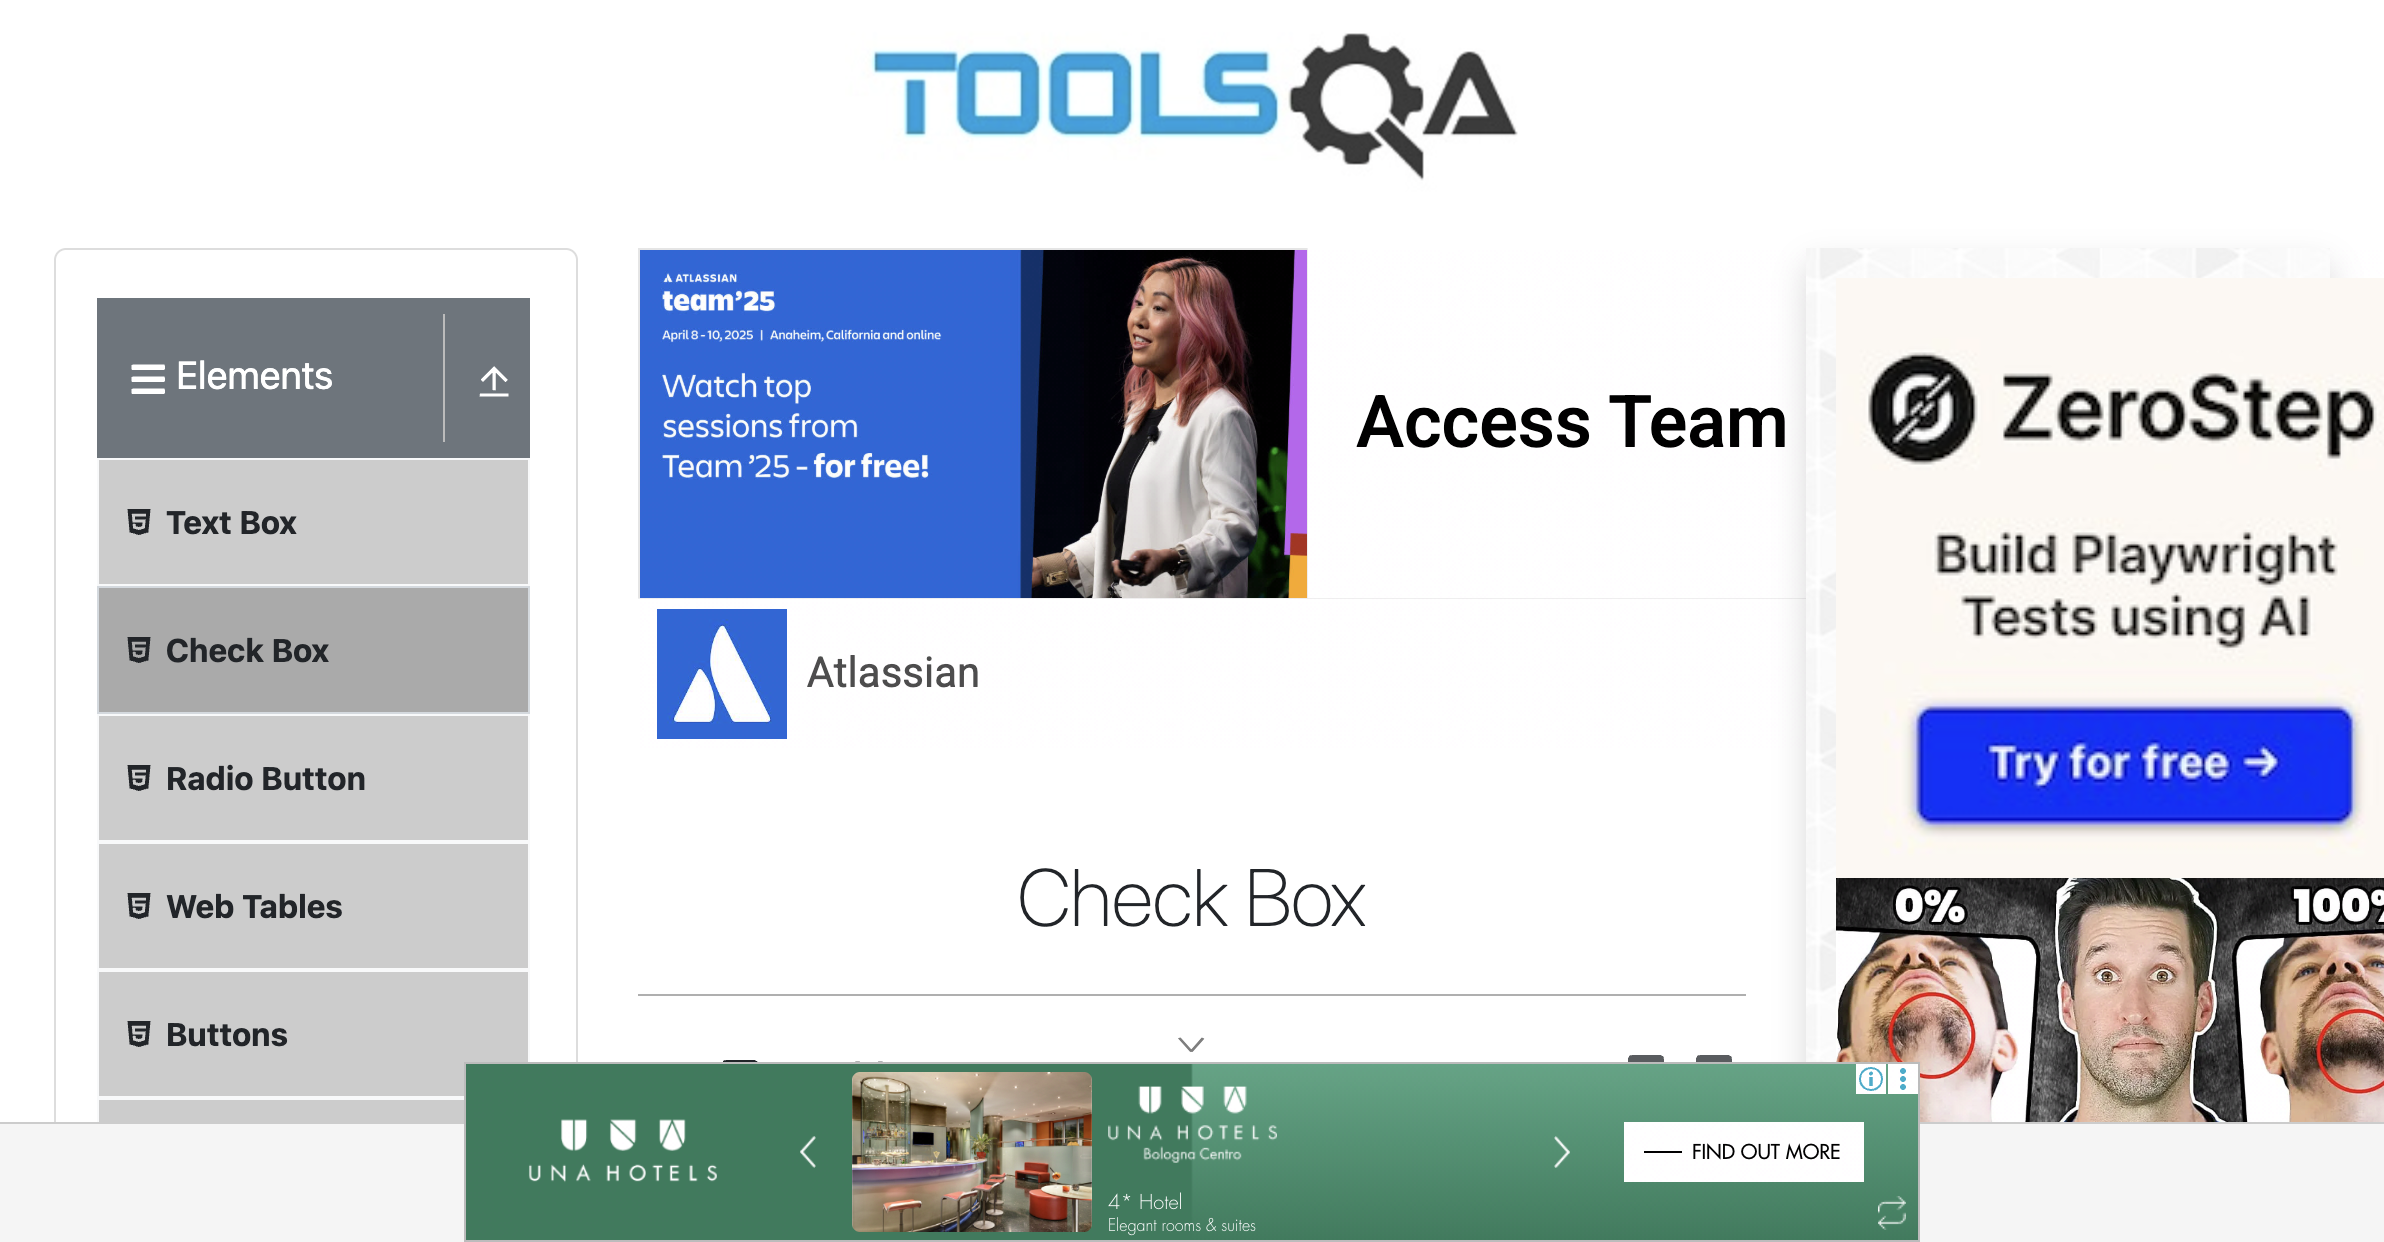 TOOLSQA
Elements
Text Box
Check Box
Radio Button
Web Tables
Buttons
ATLASSIAN
team’25
April 8 - 10, 2025 | Anaheim, California and online
Watch top
sessions from
Team ’25 - for free!
Access Team
Atlassian
Check Box
ZeroStep
Build Playwright
Tests using AI
Try for free →
0%
100%
UNA HOTELS
UNA HOTELS
Bologna Centro
4* Hotel
Elegant rooms & suites
FIND OUT MORE